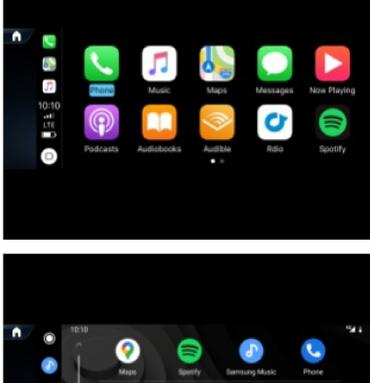 Phone Music Maps Messages Now Playing
10:10
LTE
Podcasts Audiobooks Audible Rdio Spotify
10:10
Maps Spotify Samsung Music Phone